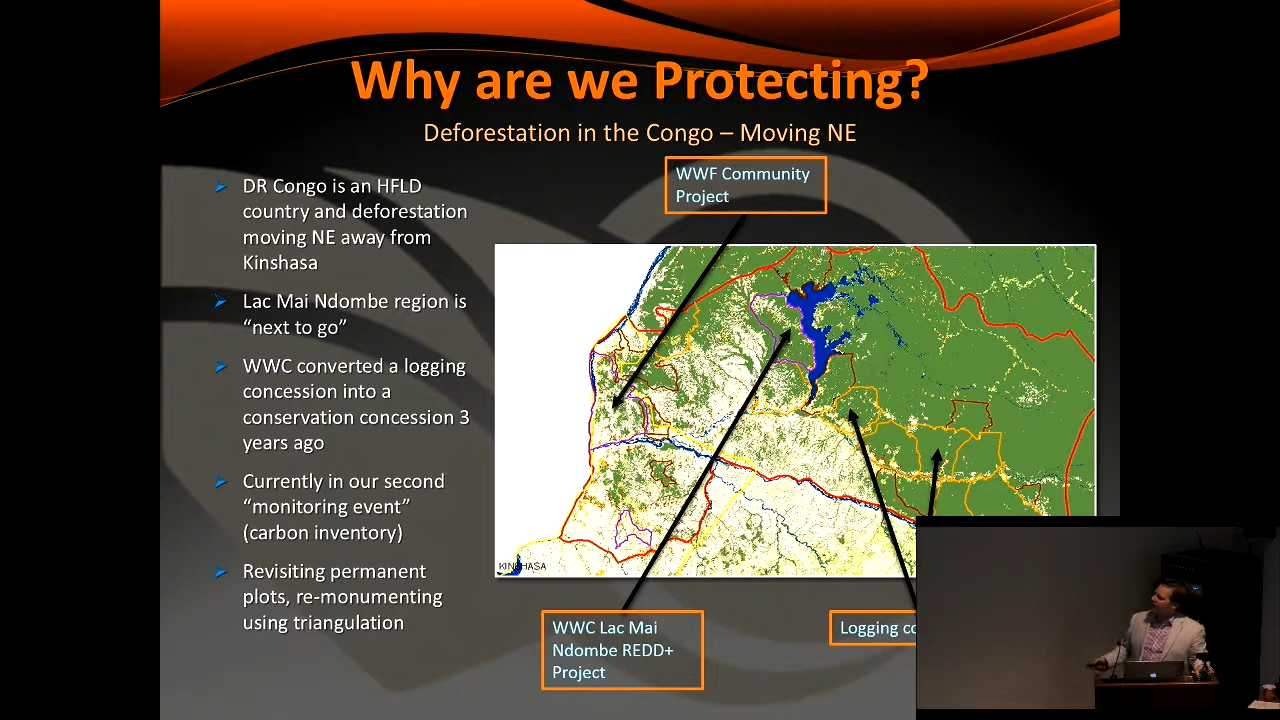 Why are we Protecting?
Deforestation in the Congo – Moving NE
DR Congo is an HFLD
country and deforestation
moving NE away from
Kinshasa
Lac Mai Ndombe region is
“next to go”
WWC converted a logging
concession into a
conservation concession 3
years ago
Currently in our second
“monitoring event”
(carbon inventory)
Revisiting permanent
plots, re-monumenting
using triangulation
WWF Community
Project
KINSHASA
WWC Lac Mai
Ndombe REDD+
Project
Logging